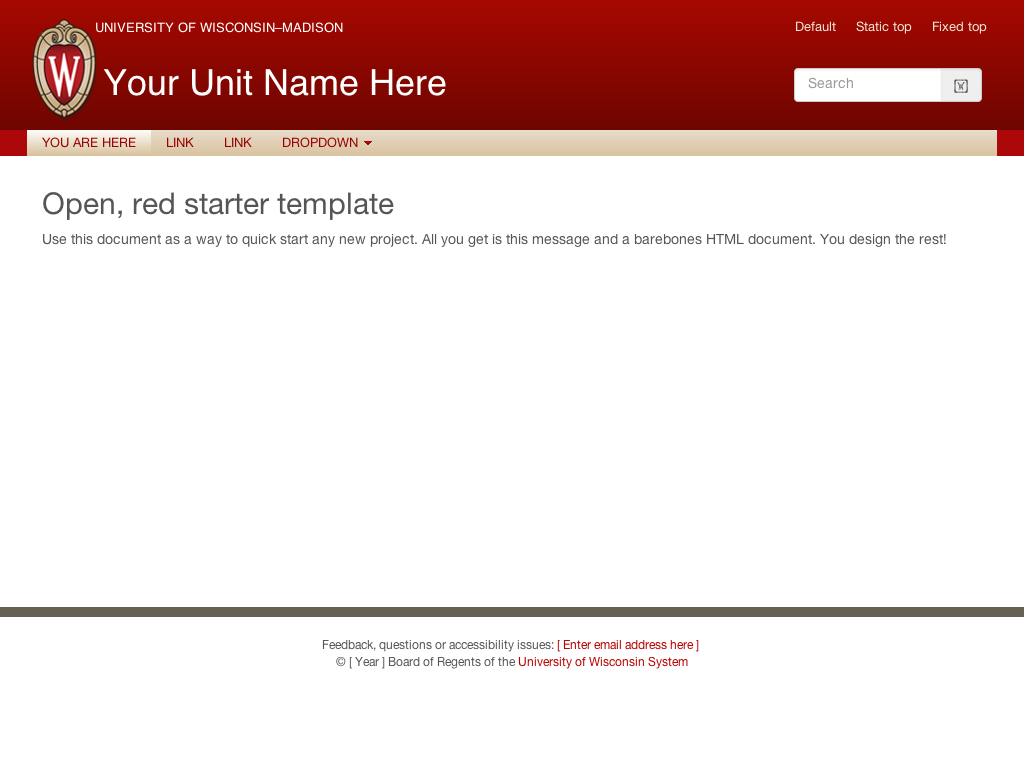 UNIVERSITY OF WISCONSIN–MADISON
Default Static top Fixed top
W
Your Unit Name Here
Search
YOU ARE HERE LINK LINK DROPDOWN
Open, red starter template
Use this document as a way to quick start any new project. All you get is this message and a barebones HTML document. You design the rest!
Feedback, questions or accessibility issues: [ Enter email address here ]
© [ Year ] Board of Regents of the University of Wisconsin System